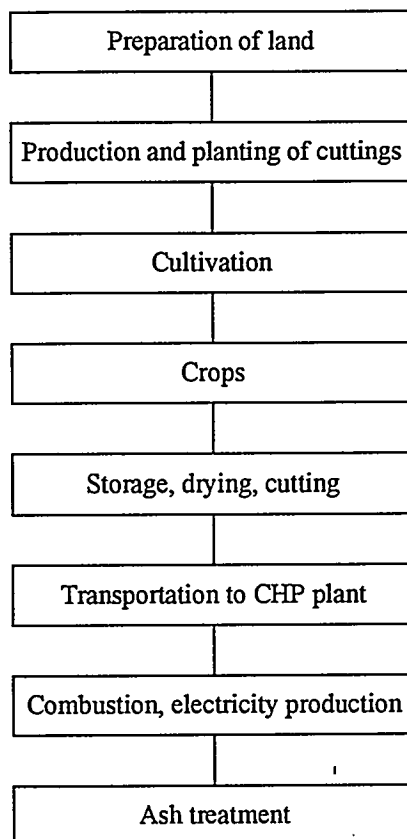 Preparation of land
Production and planting of cuttings
Cultivation
Crops
Storage, drying, cutting
Transportation to CHP plant
Combustion, electricity production
Ash treatment